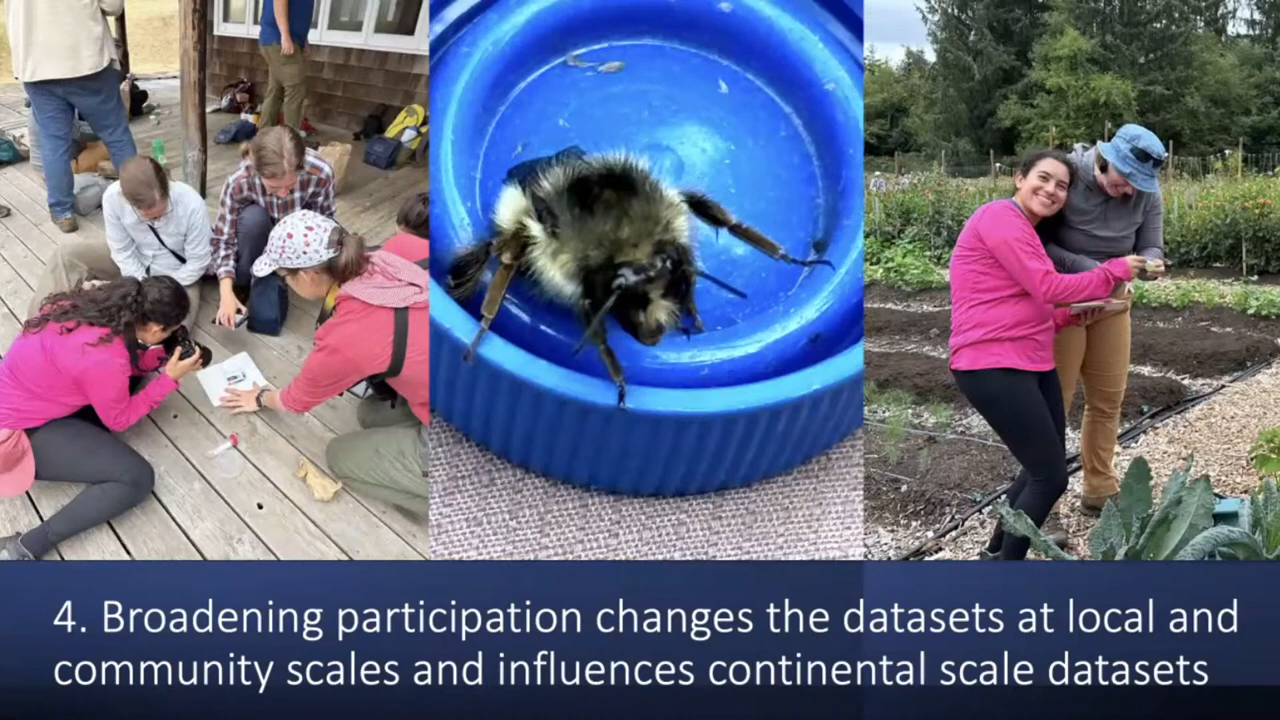 4. Broadening participation changes the datasets at local and
community scales and influences continental scale datasets